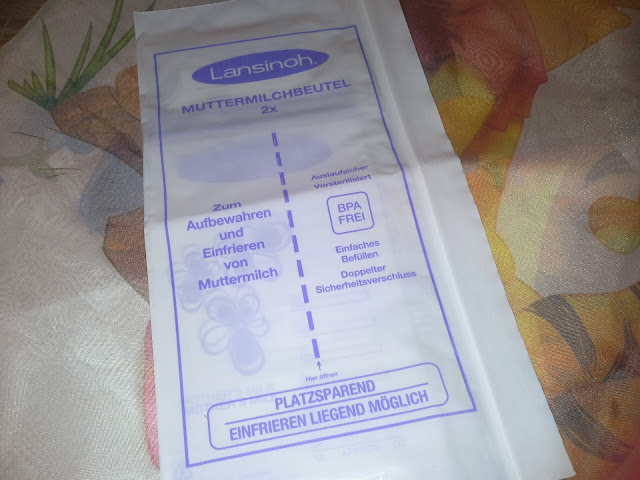 Lansinoh®
MUTTERMILCHBEUTEL
2x
Zum
Aufbewahren
und
Einfrieren
von
Muttermilch
Auslaufsicher
Vorsterilisiert
BPA
FREI
Einfaches
Befüllen
Doppelter
Sicherheitsverschluss
Hier öffnen
PLATZSPAREND
EINFRIEREN LIEGEND MÖGLICH